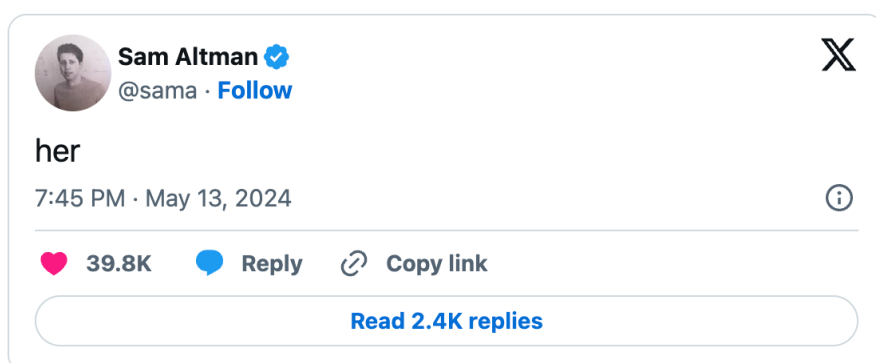 Sam Altman
@sama · Follow
her
7:45 PM · May 13, 2024
39.8K Reply Copy link
Read 2.4K replies